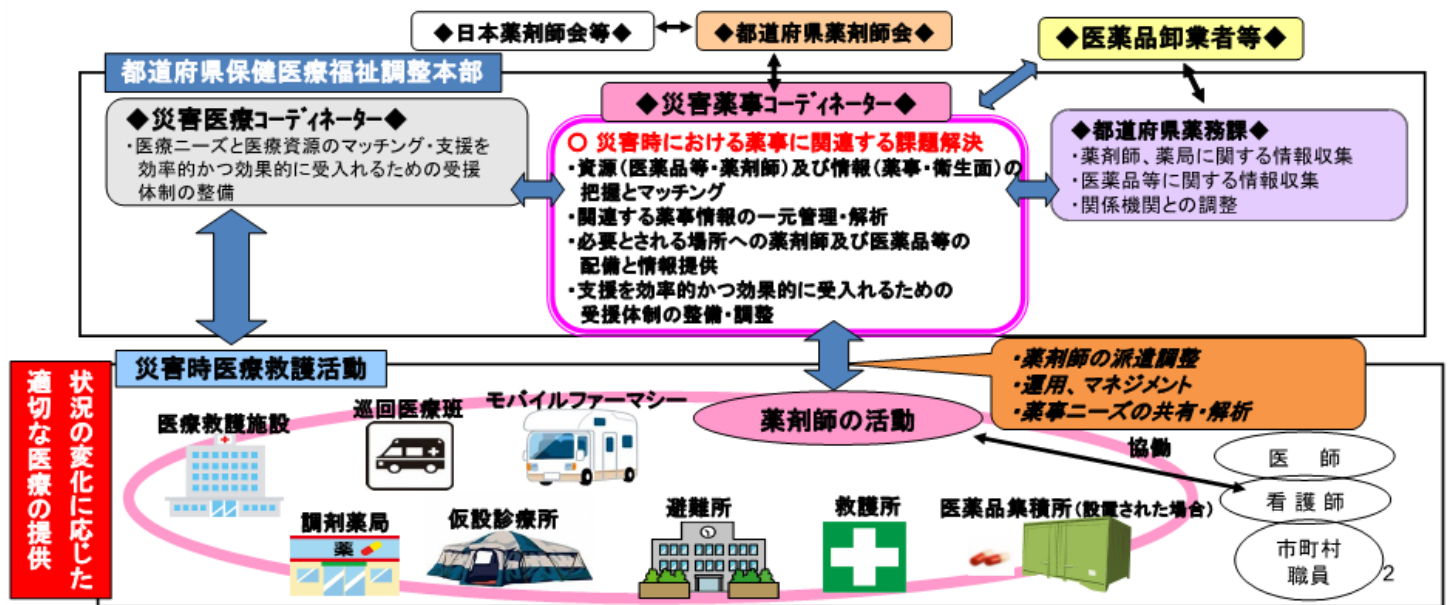 ◆日本薬剤師会等◆
◆都道府県薬剤師会◆
◆医薬品卸業者等◆
都道府県保健医療福祉調整本部
◆災害医療コーディネーター◆
・医療ニーズと医療資源のマッチング・支援を
効率的かつ効果的に受入れるための受援
体制の整備
◆災害薬事コーディネーター◆
〇 災害時における薬事に関連する課題解決
・資源(医薬品等・薬剤師)及び情報(薬事・衛生面)の
把握とマッチング
・関連する薬事情報の一元管理・解析
・必要とされる場所への薬剤師及び医薬品等の
配備と情報提供
・支援を効率的かつ効果的に受入れるための
受援体制の整備・調整
◆都道府県薬務課◆
・薬剤師、薬局に関する情報収集
・医薬品等に関する情報収集
・関係機関との調整
状況の変化に応じた
適切な医療の提供
災害時医療救護活動
・薬剤師の派遣調整
・運用、マネジメント
・薬事ニーズの共有・解析
医療救護施設
巡回医療班
モバイルファーマシー
薬剤師の活動
協働
医 師
看護師
市町村
職員
調剤薬局
薬
仮設診療所
避難所
救護所
医薬品集積所(設置された場合)
2